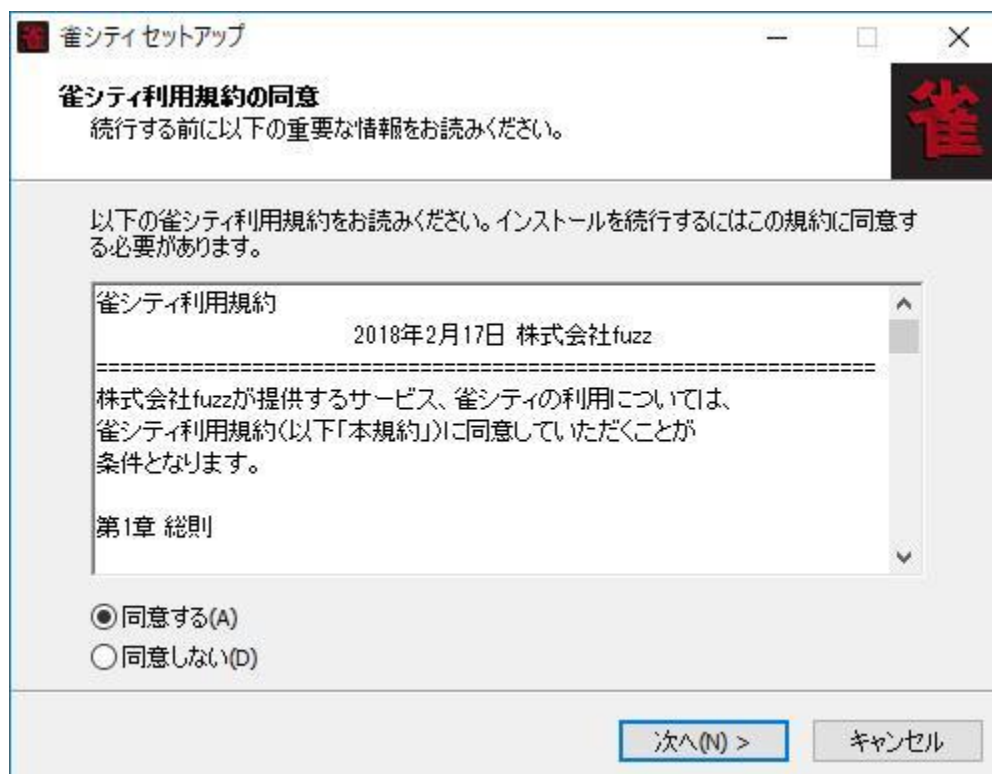 雀 雀シティ セットアップ
雀シティ利用規約の同意
続行する前に以下の重要な情報をお読みください。
雀
以下の雀シティ利用規約をお読みください。インストールを続行するにはこの規約に同意す
る必要があります。
雀シティ利用規約
2018年2月17日 株式会社fuzz
=================================================================
株式会社fuzzが提供するサービス、雀シティの利用については、
雀シティ利用規約(以下「本規約」)に同意していただくことが
条件となります。
第1章 総則
同意する(A)
同意しない(D)
次へ(N) >
キャンセル